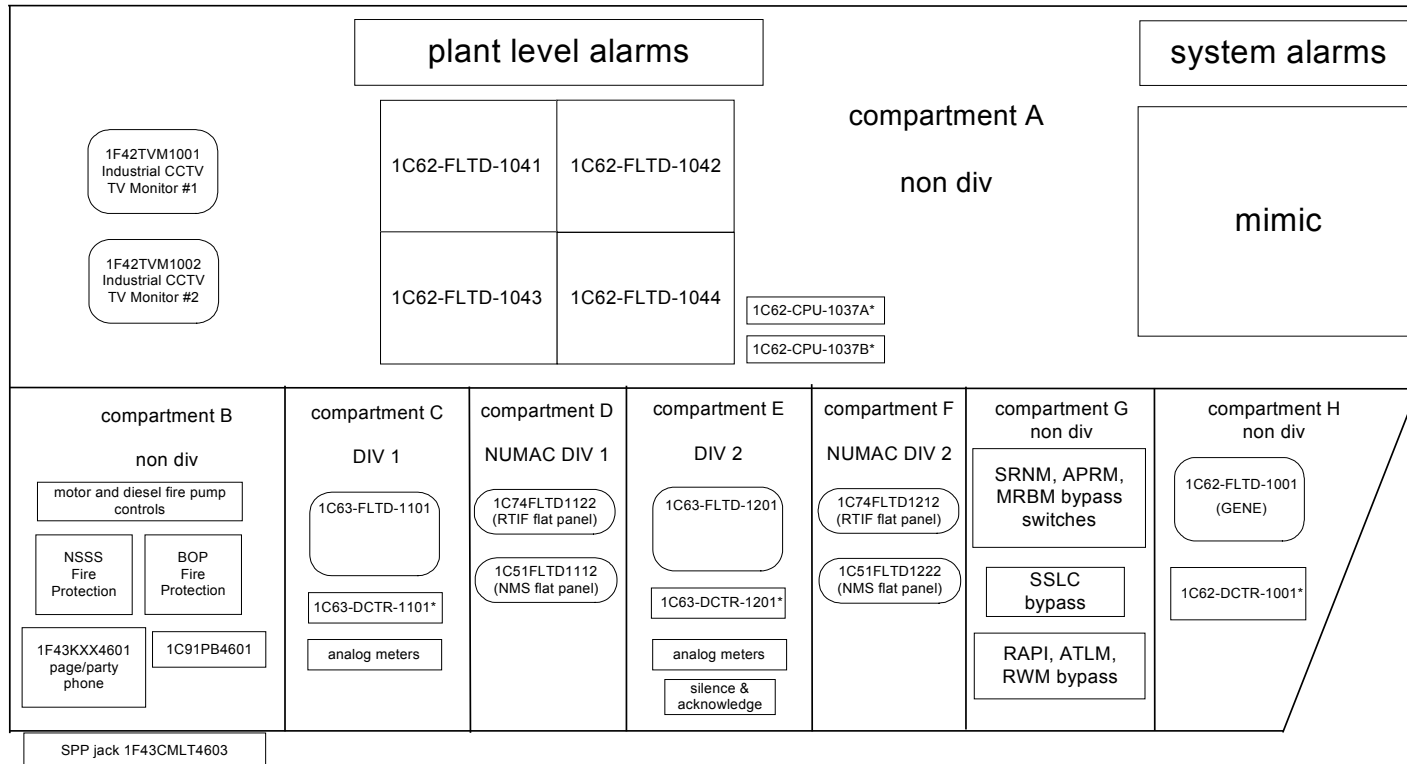 plant level alarms
system alarms
compartment A
non div
1F42TVM1001
Industrial CCTV
TV Monitor #1
1F42TVM1002
Industrial CCTV
TV Monitor #2
1C62-FLTD-1041
1C62-FLTD-1042
1C62-FLTD-1043
1C62-FLTD-1044
1C62-CPU-1037A*
1C62-CPU-1037B*
mimic
compartment B
non div
motor and diesel fire pump
controls
NSSS
Fire
Protection
BOP
Fire
Protection
1F43KXX4601
page/party
phone
1C91PB4601
SPP jack 1F43CMLT4603
compartment C
DIV 1
1C63-FLTD-1101
1C63-DCTR-1101*
analog meters
compartment D
NUMAC DIV 1
1C74FLTD1122
(RTIF flat panel)
1C51FLTD1112
(NMS flat panel)
compartment E
DIV 2
1C63-FLTD-1201
1C63-DCTR-1201*
analog meters
silence &
acknowledge
compartment F
NUMAC DIV 2
1C74FLTD1212
(RTIF flat panel)
1C51FLTD1222
(NMS flat panel)
compartment G
non div
SRNM, APRM,
MRBM bypass
switches
SSLC
bypass
RAPI, ATLM,
RWM bypass
compartment H
non div
1C62-FLTD-1001
(GENE)
1C62-DCTR-1001*